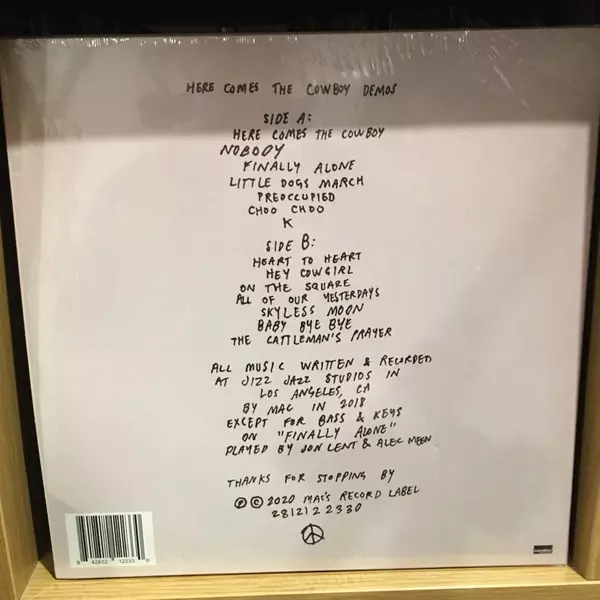 HERE COMES THE COWBOY DEMOS
SIDE A:
HERE COMES THE COWBOY
NOBODY
FINALLY ALONE
LITTLE DOGS MARCH
PREOCCUPIED
CHOO CHOO
K
SIDE B:
HEART TO HEART
HEY COWGIRL
ON THE SQUARE
ALL OF OUR YESTERDAYS
SKYLESS MOON
BABY BYE BYE
THE CATTLEMAN'S PRAYER
ALL MUSIC WRITTEN & RECORDED
AT JIZZ JAZZ STUDIOS IN
LOS ANGELES, CA
BY MAC IN 2018
EXCEPT FOR BASS & KEYS
ON "FINALLY ALONE"
PLAYED BY JON LENT & ALEC MEEN
THANKS FOR STOPPING BY
℗ © 2020 MAC'S RECORD LABEL
2812122330
8 42812 12233 0